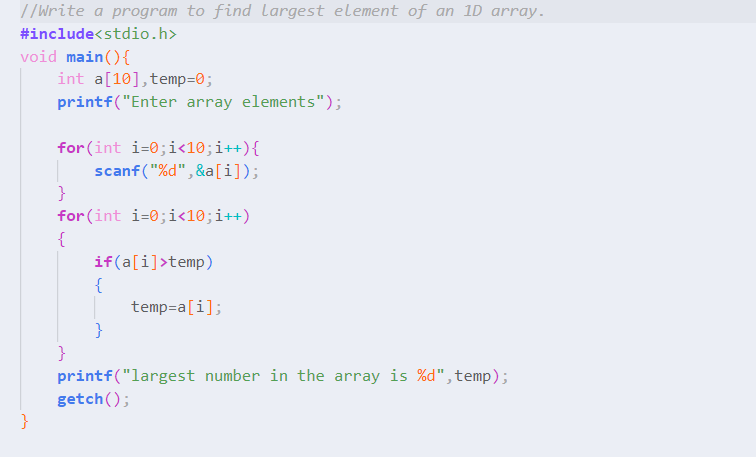 //Write a program to find largest element of an 1D array.
#include<stdio.h>
void main(){
    int a[10],temp=0;
    printf("Enter array elements");

    for(int i=0;i<10;i++){
        scanf("%d",&a[i]);
    }
    for(int i=0;i<10;i++)
    {
        if(a[i]>temp)
        {
            temp=a[i];
        }
    }
    printf("largest number in the array is %d",temp);
    getch();
}